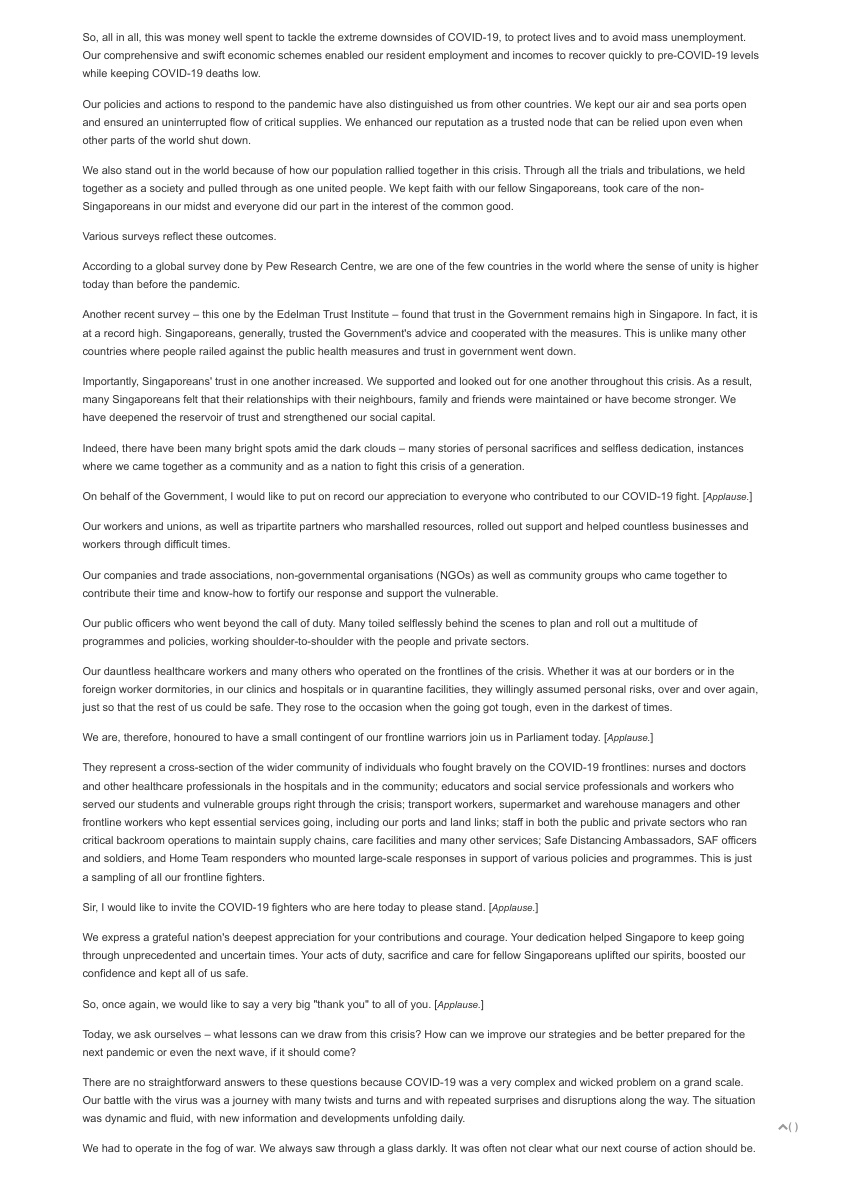 So, all in all, this was money well spent to tackle the extreme downsides of COVID-19, to protect lives and to avoid mass unemployment.
Our comprehensive and swift economic schemes enabled our resident employment and incomes to recover quickly to pre-COVID-19 levels
while keeping COVID-19 deaths low.
Our policies and actions to respond to the pandemic have also distinguished us from other countries. We kept our air and sea ports open
and ensured an uninterrupted flow of critical supplies. We enhanced our reputation as a trusted node that can be relied upon even when
other parts of the world shut down.
We also stand out in the world because of how our population rallied together in this crisis. Through all the trials and tribulations, we held
together as a society and pulled through as one united people. We kept faith with our fellow Singaporeans, took care of the non-
Singaporeans in our midst and everyone did our part in the interest of the common good.
Various surveys reflect these outcomes.
According to a global survey done by Pew Research Centre, we are one of the few countries in the world where the sense of unity is higher
today than before the pandemic.
Another recent survey – this one by the Edelman Trust Institute – found that trust in the Government remains high in Singapore. In fact, it is
at a record high. Singaporeans, generally, trusted the Government's advice and cooperated with the measures. This is unlike many other
countries where people railed against the public health measures and trust in government went down.
Importantly, Singaporeans' trust in one another increased. We supported and looked out for one another throughout this crisis. As a result,
many Singaporeans felt that their relationships with their neighbours, family and friends were maintained or have become stronger. We
have deepened the reservoir of trust and strengthened our social capital.
Indeed, there have been many bright spots amid the dark clouds – many stories of personal sacrifices and selfless dedication, instances
where we came together as a community and as a nation to fight this crisis of a generation.
On behalf of the Government, I would like to put on record our appreciation to everyone who contributed to our COVID-19 fight. [Applause.]
Our workers and unions, as well as tripartite partners who marshalled resources, rolled out support and helped countless businesses and
workers through difficult times.
Our companies and trade associations, non-governmental organisations (NGOs) as well as community groups who came together to
contribute their time and know-how to fortify our response and support the vulnerable.
Our public officers who went beyond the call of duty. Many toiled selflessly behind the scenes to plan and roll out a multitude of
programmes and policies, working shoulder-to-shoulder with the people and private sectors.
Our dauntless healthcare workers and many others who operated on the frontlines of the crisis. Whether it was at our borders or in the
foreign worker dormitories, in our clinics and hospitals or in quarantine facilities, they willingly assumed personal risks, over and over again,
just so that the rest of us could be safe. They rose to the occasion when the going got tough, even in the darkest of times.
We are, therefore, honoured to have a small contingent of our frontline warriors join us in Parliament today. [Applause.]
They represent a cross-section of the wider community of individuals who fought bravely on the COVID-19 frontlines: nurses and doctors
and other healthcare professionals in the hospitals and in the community; educators and social service professionals and workers who
served our students and vulnerable groups right through the crisis; transport workers, supermarket and warehouse managers and other
frontline workers who kept essential services going, including our ports and land links; staff in both the public and private sectors who ran
critical backroom operations to maintain supply chains, care facilities and many other services; Safe Distancing Ambassadors, SAF officers
and soldiers, and Home Team responders who mounted large-scale responses in support of various policies and programmes. This is just
a sampling of all our frontline fighters.
Sir, I would like to invite the COVID-19 fighters who are here today to please stand. [Applause.]
We express a grateful nation's deepest appreciation for your contributions and courage. Your dedication helped Singapore to keep going
through unprecedented and uncertain times. Your acts of duty, sacrifice and care for fellow Singaporeans uplifted our spirits, boosted our
confidence and kept all of us safe.
So, once again, we would like to say a very big "thank you" to all of you. [Applause.]
Today, we ask ourselves – what lessons can we draw from this crisis? How can we improve our strategies and be better prepared for the
next pandemic or even the next wave, if it should come?
There are no straightforward answers to these questions because COVID-19 was a very complex and wicked problem on a grand scale.
Our battle with the virus was a journey with many twists and turns and with repeated surprises and disruptions along the way. The situation
was dynamic and fluid, with new information and developments unfolding daily.
We had to operate in the fog of war. We always saw through a glass darkly. It was often not clear what our next course of action should be.
( )